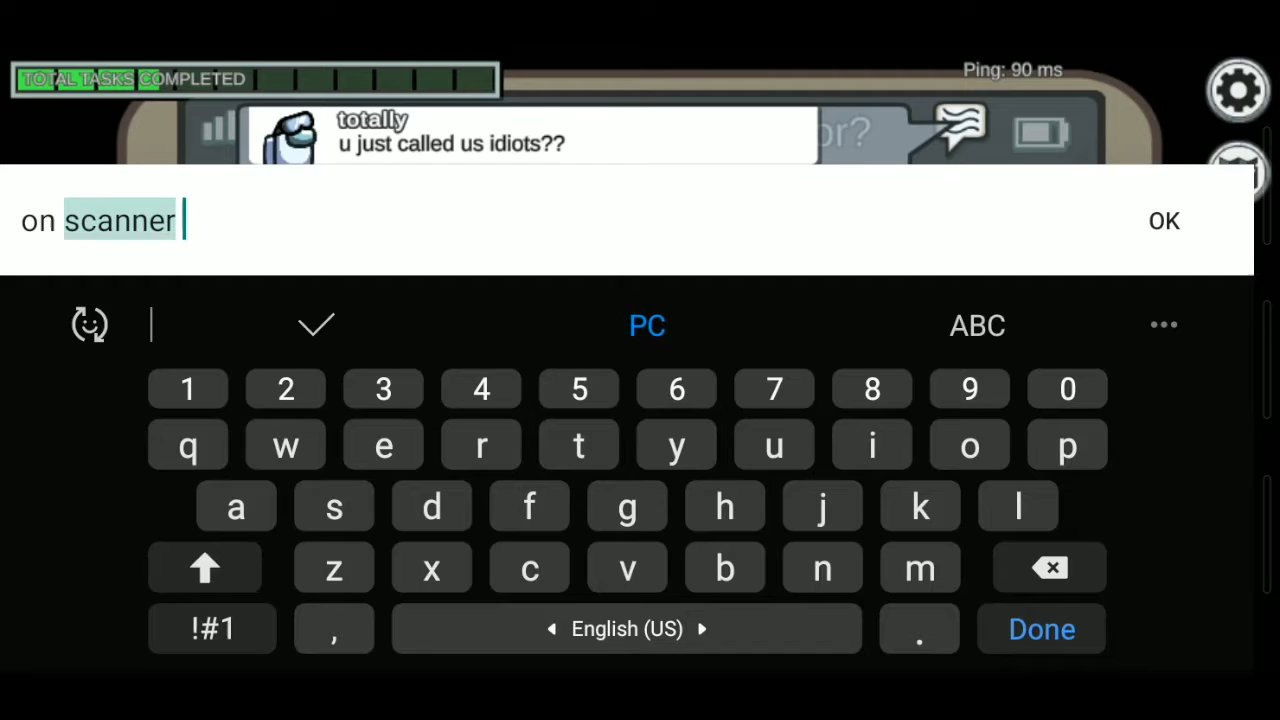 TOTAL TASKS COMPLETED
Ping: 90 ms
totally
u just called us idiots??
or?
on scanner
OK
PC
ABC
1 2 3 4 5 6 7 8 9 0
q w e r t y u i o p
a s d f g h j k l
z x c v b n m
!#1 , English (US) . Done